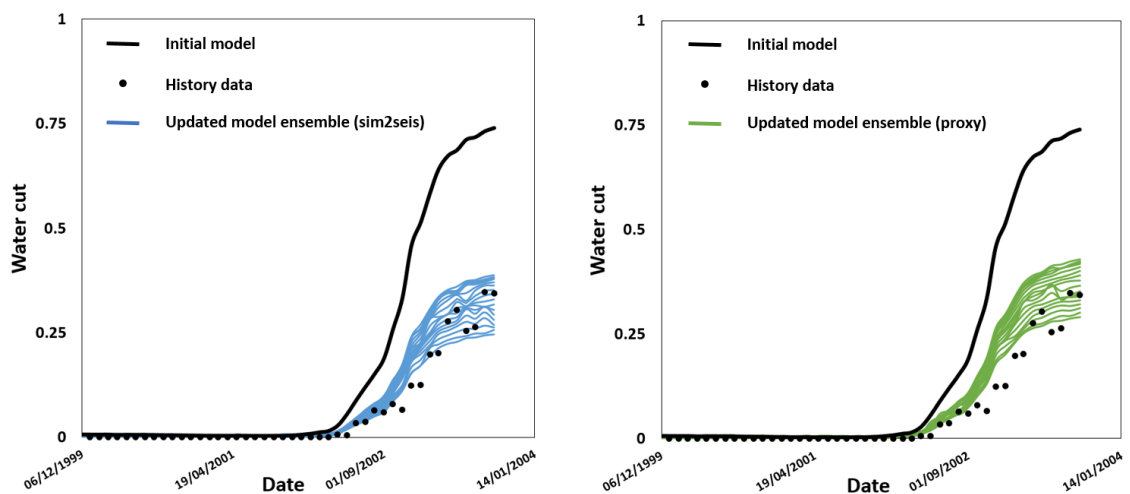 1
Initial model
History data
Updated model ensemble (sim2seis)
0.75
0.5
0.25
0
Water cut
06/12/1999
19/04/2001
01/09/2002
14/01/2004
Date
1
Initial model
History data
Updated model ensemble (proxy)
0.75
0.5
0.25
0
Water cut
06/12/1999
19/04/2001
01/09/2002
14/01/2004
Date